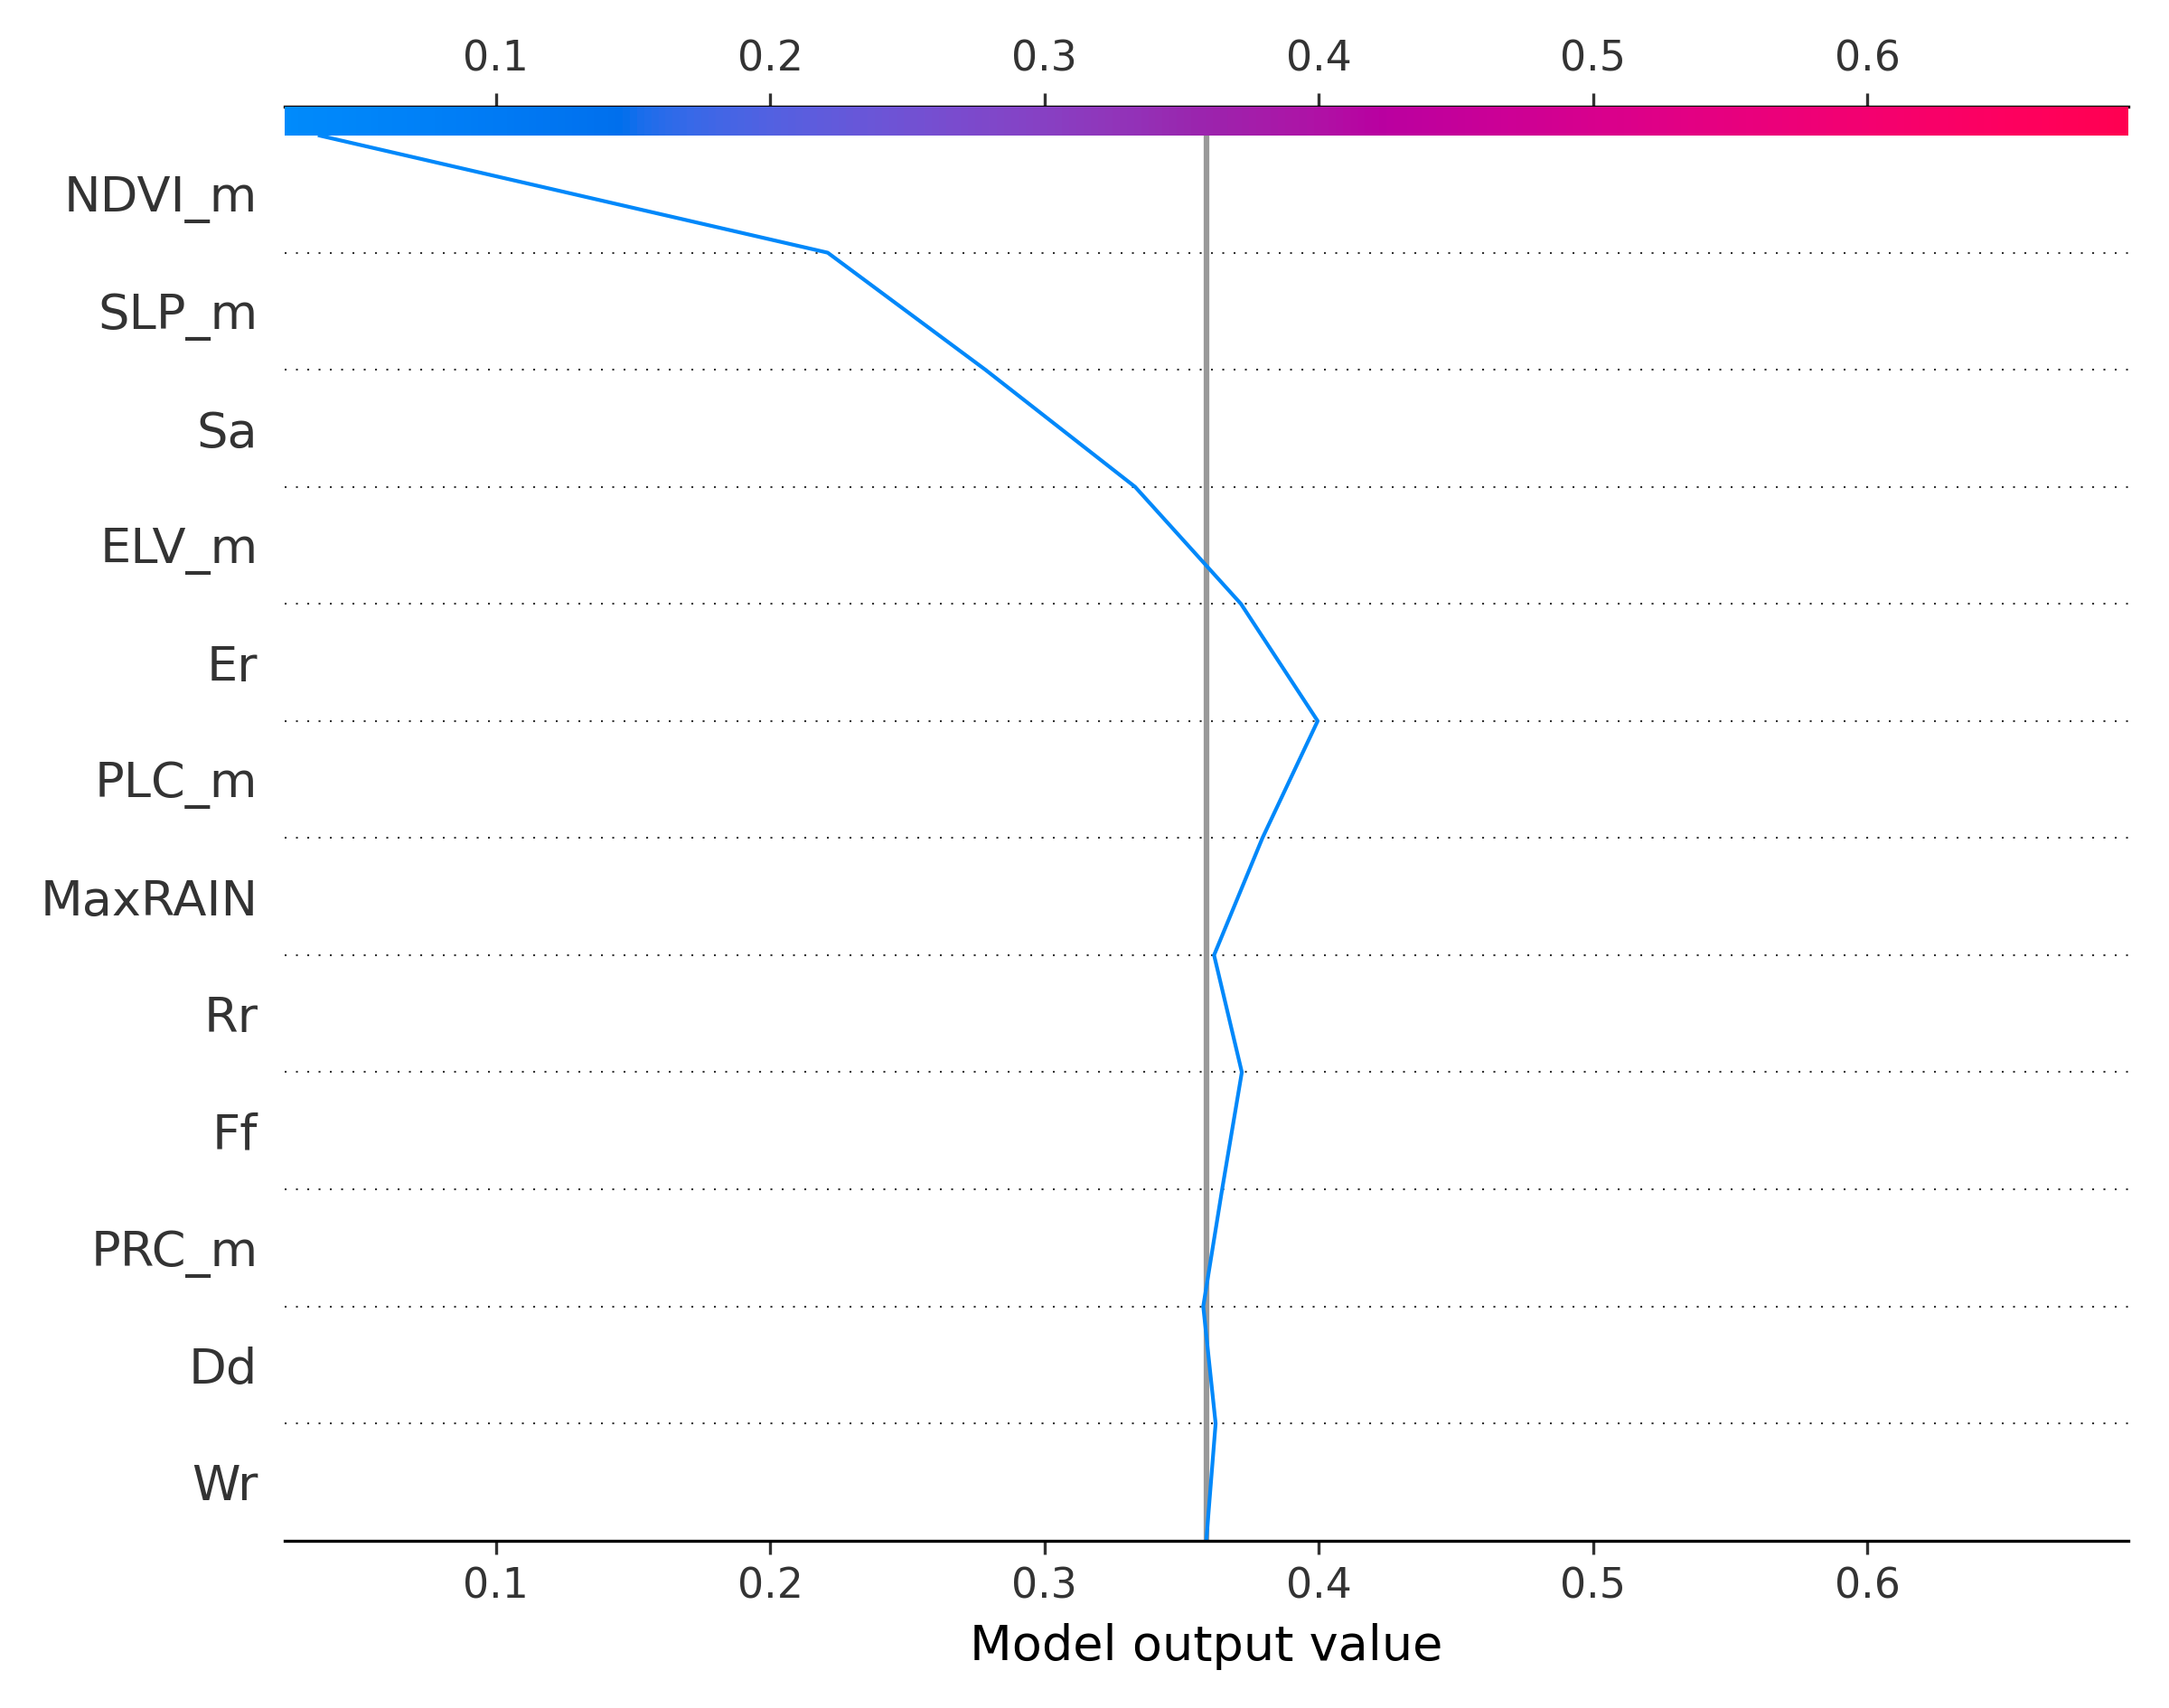 0.1 0.2 0.3 0.4 0.5 0.6
NDVI_m
SLP_m
Sa
ELV_m
Er
PLC_m
MaxRAIN
Rr
Ff
PRC_m
Dd
Wr
0.1 0.2 0.3 0.4 0.5 0.6
Model output value